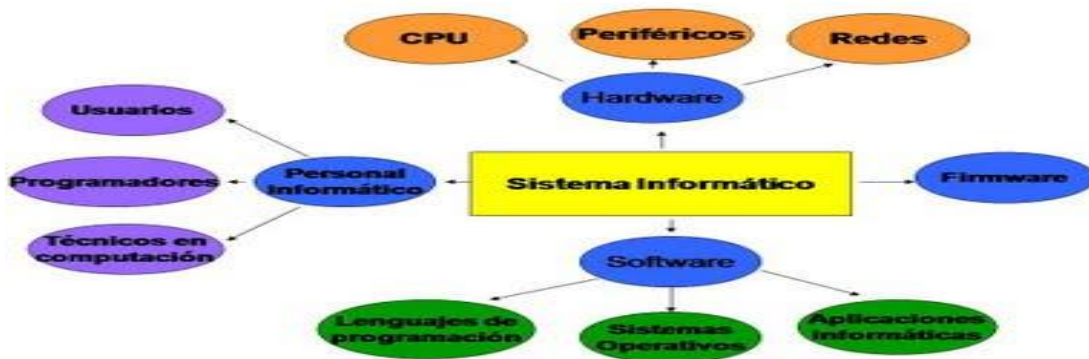 CPU
Periféricos
Redes
Hardware
Usuarios
Programadores
Personal
Informático
Técnicos en
computación
Sistema Informático
Firmware
Software
Lenguajes de
programación
Sistemas
Operativos
Aplicaciones
informáticas